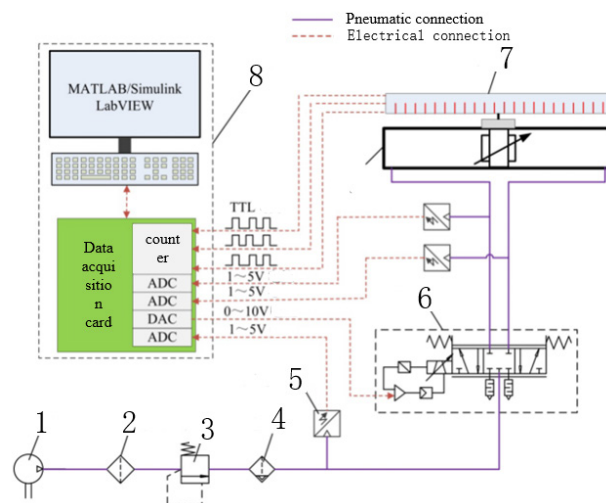 Pneumatic connection
Electrical connection
7
8
MATLAB/Simulink
LabVIEW
TTL
Data
acqui
sitio
n
card
count
er
ADC
ADC
DAC
ADC
1～5V
1～5V
0～10V
1～5V
6
5
1
2
3
4